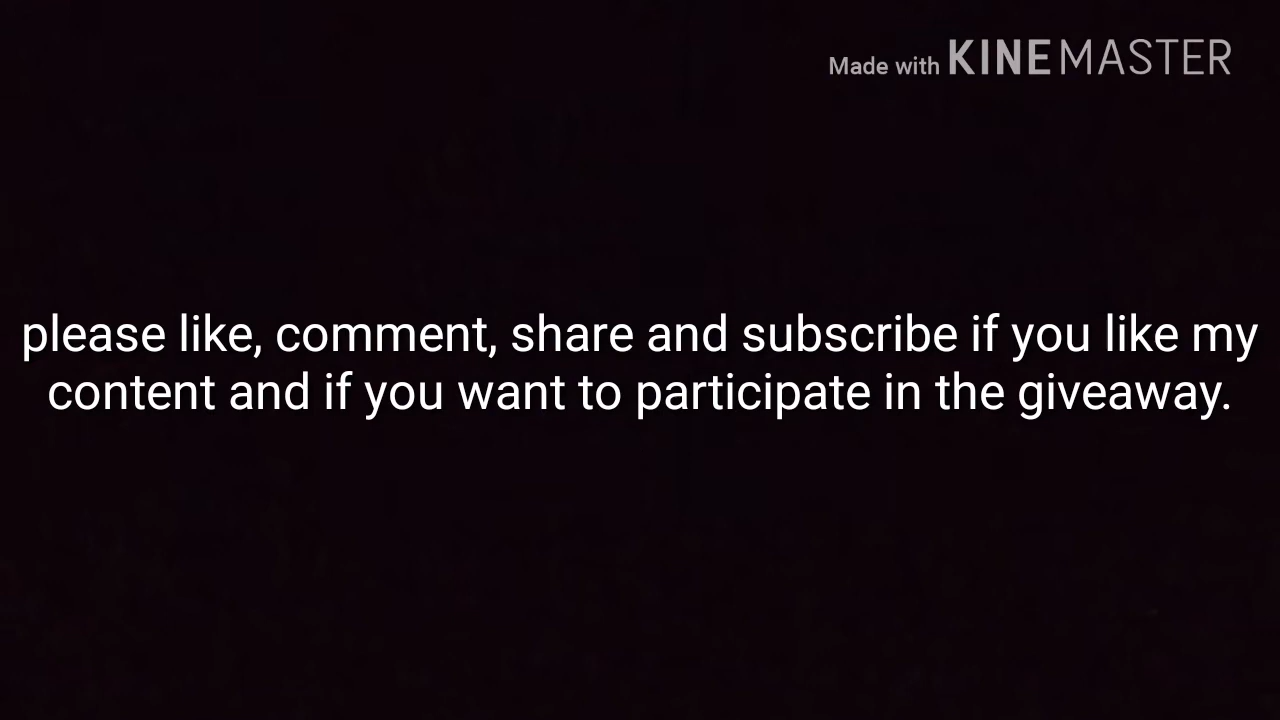 Made with KINEMASTER
please like, comment, share and subscribe if you like my
content and if you want to participate in the giveaway.